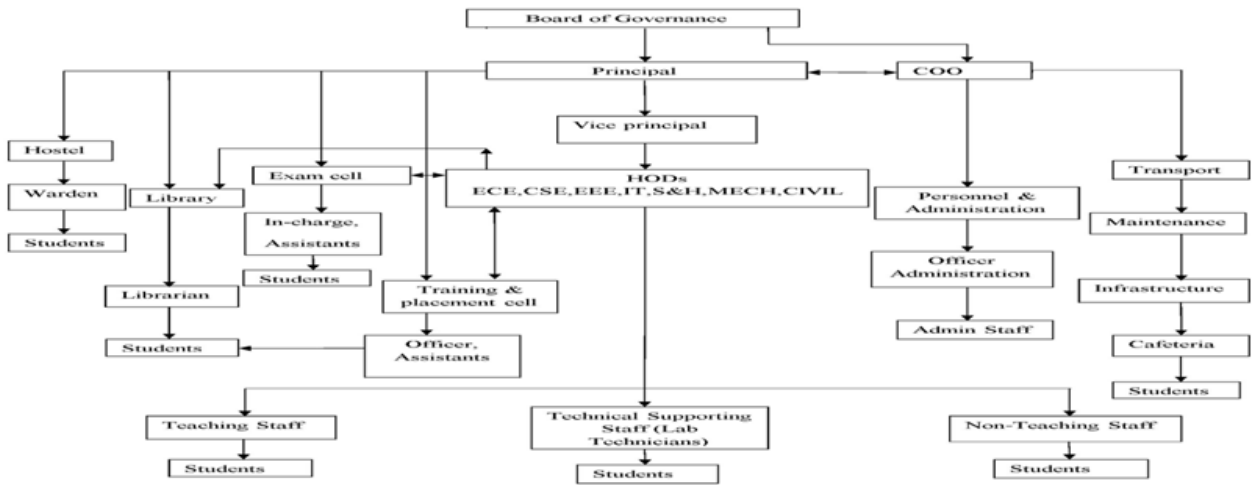 Board of Governance
Principal
COO
Vice principal
Hostel
Exam cell
HODs
ECE,CSE,EEE,IT,S&H,MECH,CIVIL
Transport
Warden
Library
Personnel &
Administration
In-charge,
Assistants
Maintenance
Students
Students
Officer
Administration
Librarian
Training &
placement cell
Infrastructure
Admin Staff
Students
Officer,
Assistants
Cafeteria
Students
Teaching Staff
Technical Supporting
Staff (Lab
Technicians)
Non-Teaching Staff
Students
Students
Students